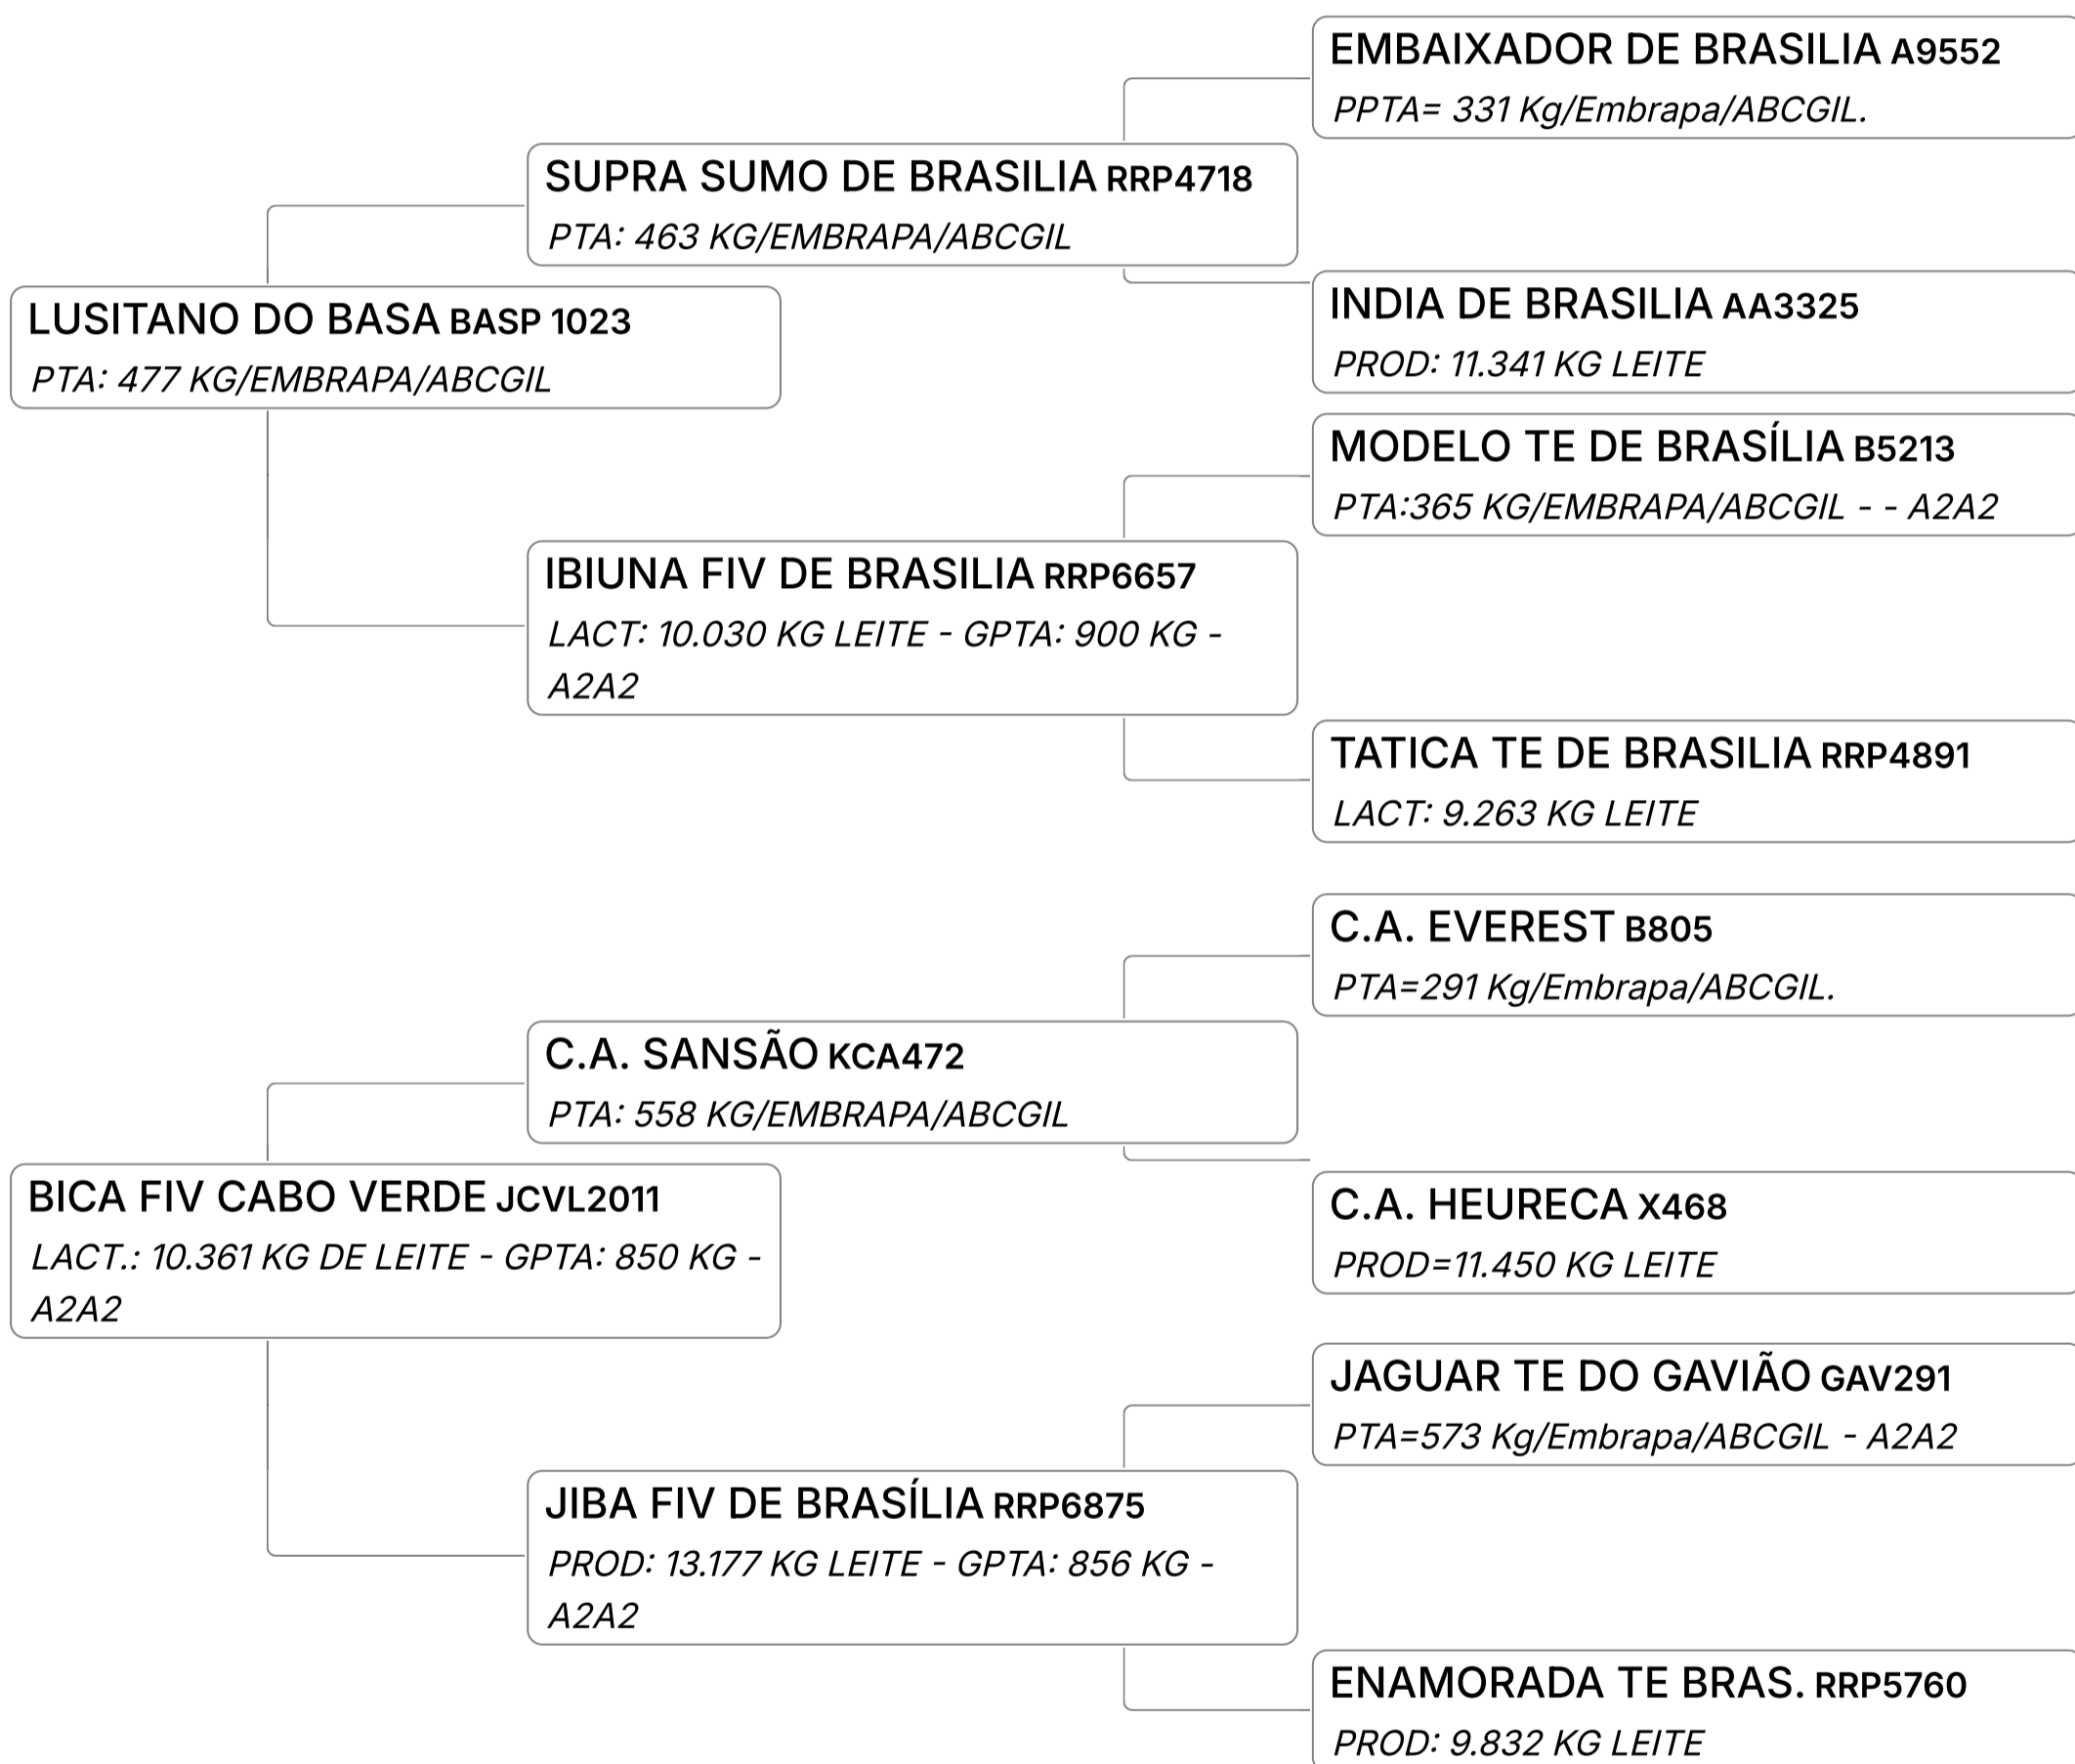 EMBAIXADOR DE BRASILIA A9552
PPTA= 331 Kg/Embrapa/ABCGIL.
SUPRA SUMO DE BRASILIA RRP4718
PTA: 463 KG/EMBRAPA/ABCGIL
INDIA DE BRASILIA AA3325
PROD: 11.341 KG LEITE
LUSITANO DO BASA BASP 1023
PTA: 477 KG/EMBRAPA/ABCGIL
MODELO TE DE BRASÍLIA B5213
PTA:365 KG/EMBRAPA/ABCGIL - - A2A2
IBIUNA FIV DE BRASILIA RRP6657
LACT: 10.030 KG LEITE - GPTA: 900 KG -
A2A2
TATICA TE DE BRASILIA RRP4891
LACT: 9.263 KG LEITE
C.A. EVEREST B805
PTA=291 Kg/Embrapa/ABCGIL.
C.A. SANSÃO KCA472
PTA: 558 KG/EMBRAPA/ABCGIL
C.A. HEURECA X468
PROD=11.450 KG LEITE
BICA FIV CABO VERDE JCVL2011
LACT.: 10.361 KG DE LEITE - GPTA: 850 KG -
A2A2
JAGUAR TE DO GAVIÃO GAV291
PTA=573 Kg/Embrapa/ABCGIL - A2A2
JIBA FIV DE BRASÍLIA RRP6875
PROD: 13.177 KG LEITE - GPTA: 856 KG -
A2A2
ENAMORADA TE BRAS. RRP5760
PROD: 9.832 KG LEITE